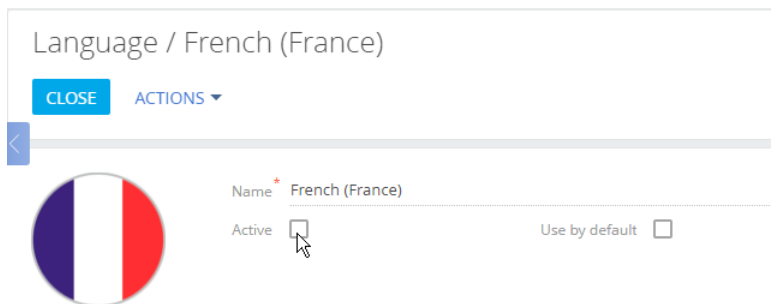 Language / French (France)
CLOSE ACTIONS
Name* French (France)
Active Use by default